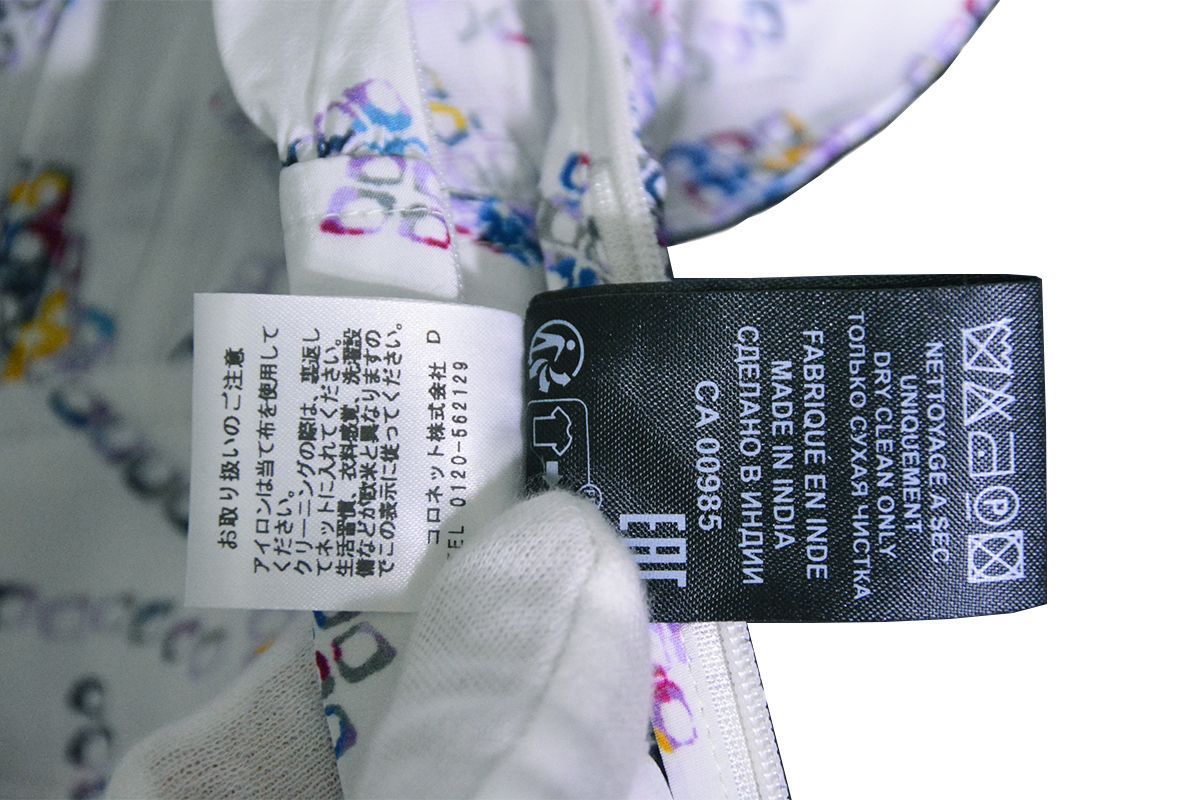 お取り扱いのご注意
アイロンは当て布を使用して
ください。
クリーニングの際は、裏返し
てネットに入れてください。
生活習慣、衣料感覚、洗濯設
備などが欧米と異なりますの
でこの表示に従ってください。
コロネット株式会社 D
TEL 0120-562129
NETTOYAGE A SEC
UNIQUEMENT
DRY CLEAN ONLY
ТОЛЬКО СУХАЯ ЧИСТКА
FABRIQUE EN INDE
MADE IN INDIA
СДЕЛАНО В ИНДИИ
CA 00985
EAC